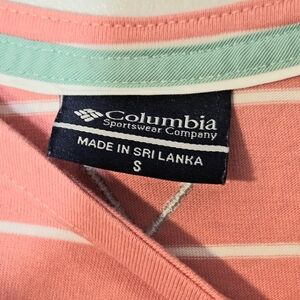 Columbia
Sportswear Company
MADE IN SRI LANKA
S